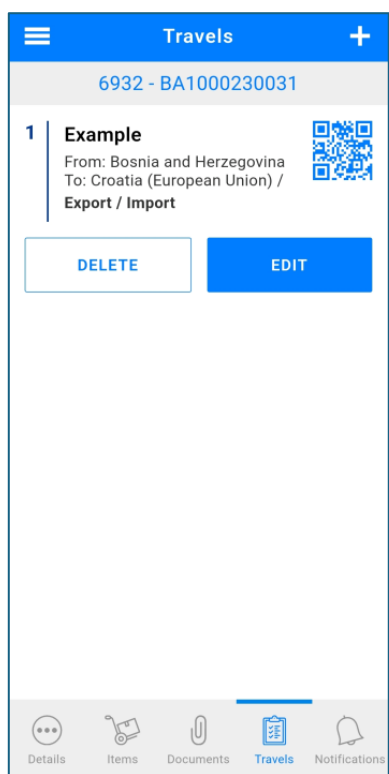 Travels
6932 - BA1000230031
1
Example
From: Bosnia and Herzegovina
To: Croatia (European Union) /
Export / Import
DELETE
EDIT
Details
Items
Documents
Travels
Notifications